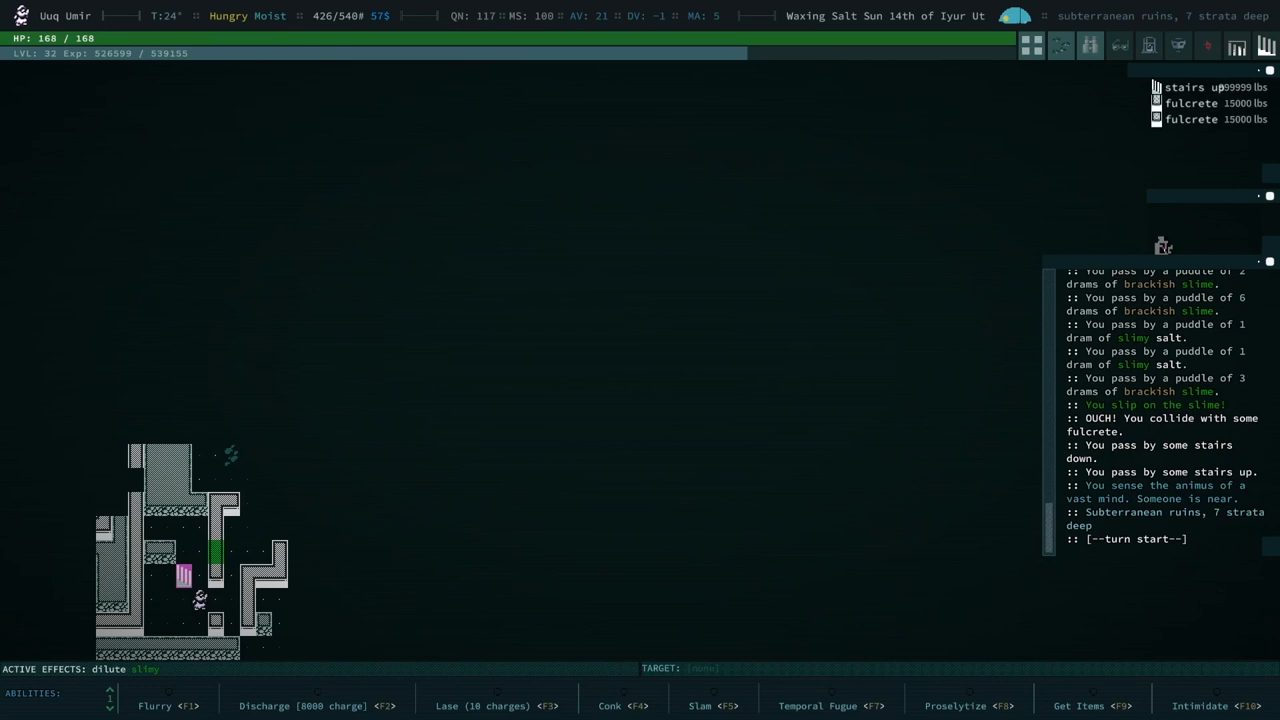 Uuq Umir T:24° Hungry Moist 426/540# 57$ QN: 117 MS: 100 AV: 21 DV: -1 MA: 5 Waxing Salt Sun 14th of Iyur Ut subterranean ruins, 7 strata deep
HP: 168 / 168
LVL: 32 Exp: 526599 / 539155
stairs up 999999 lbs
fulcrete 15000 lbs
fulcrete 15000 lbs
:: You pass by a puddle of 2
drams of brackish slime.
:: You pass by a puddle of 6
drams of brackish slime.
:: You pass by a puddle of 1
dram of slimy salt.
:: You pass by a puddle of 1
dram of slimy salt.
:: You pass by a puddle of 3
drams of brackish slime.
:: You slip on the slime!
:: OUCH! You collide with some
fulcrete.
:: You pass by some stairs
down.
:: You pass by some stairs up.
:: You sense the animus of a
vast mind. Someone is near.
:: Subterranean ruins, 7 strata
deep
:: [--turn start--]
ACTIVE EFFECTS: dilute slimy TARGET: [none]
ABILITIES: 1 Flurry <F1> Discharge [8000 charge] <F2> Lase (10 charges) <F3> Conk <F4> Slam <F5> Temporal Fugue <F7> Proselytize <F8> Get Items <F9> Intimidate <F10>